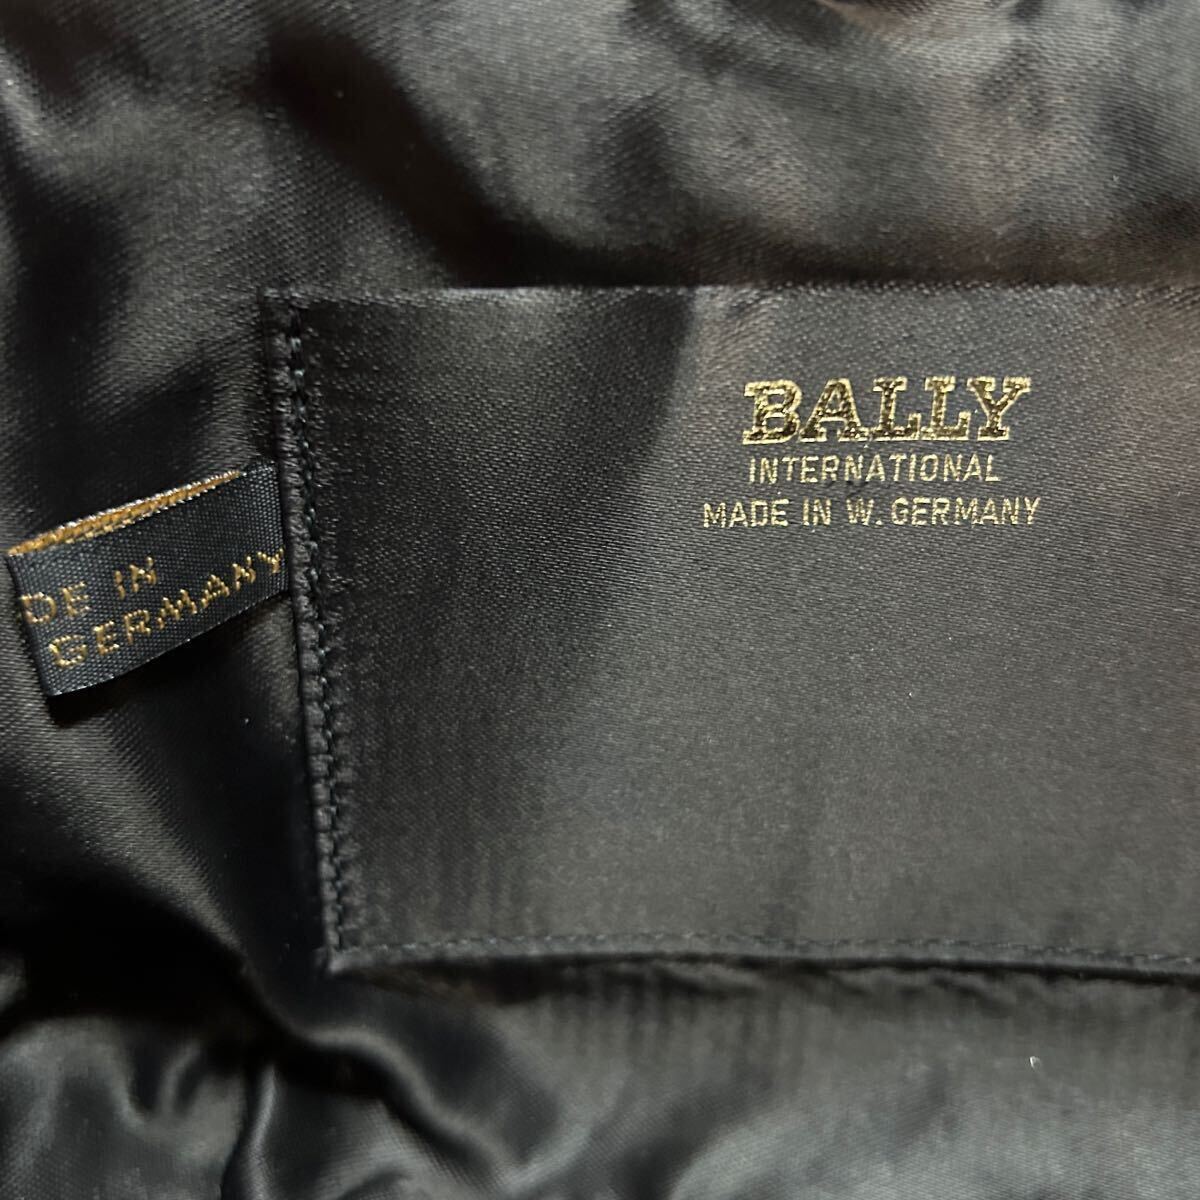 BALLY
INTERNATIONAL
MADE IN W. GERMANY
DE IN
GERMANY